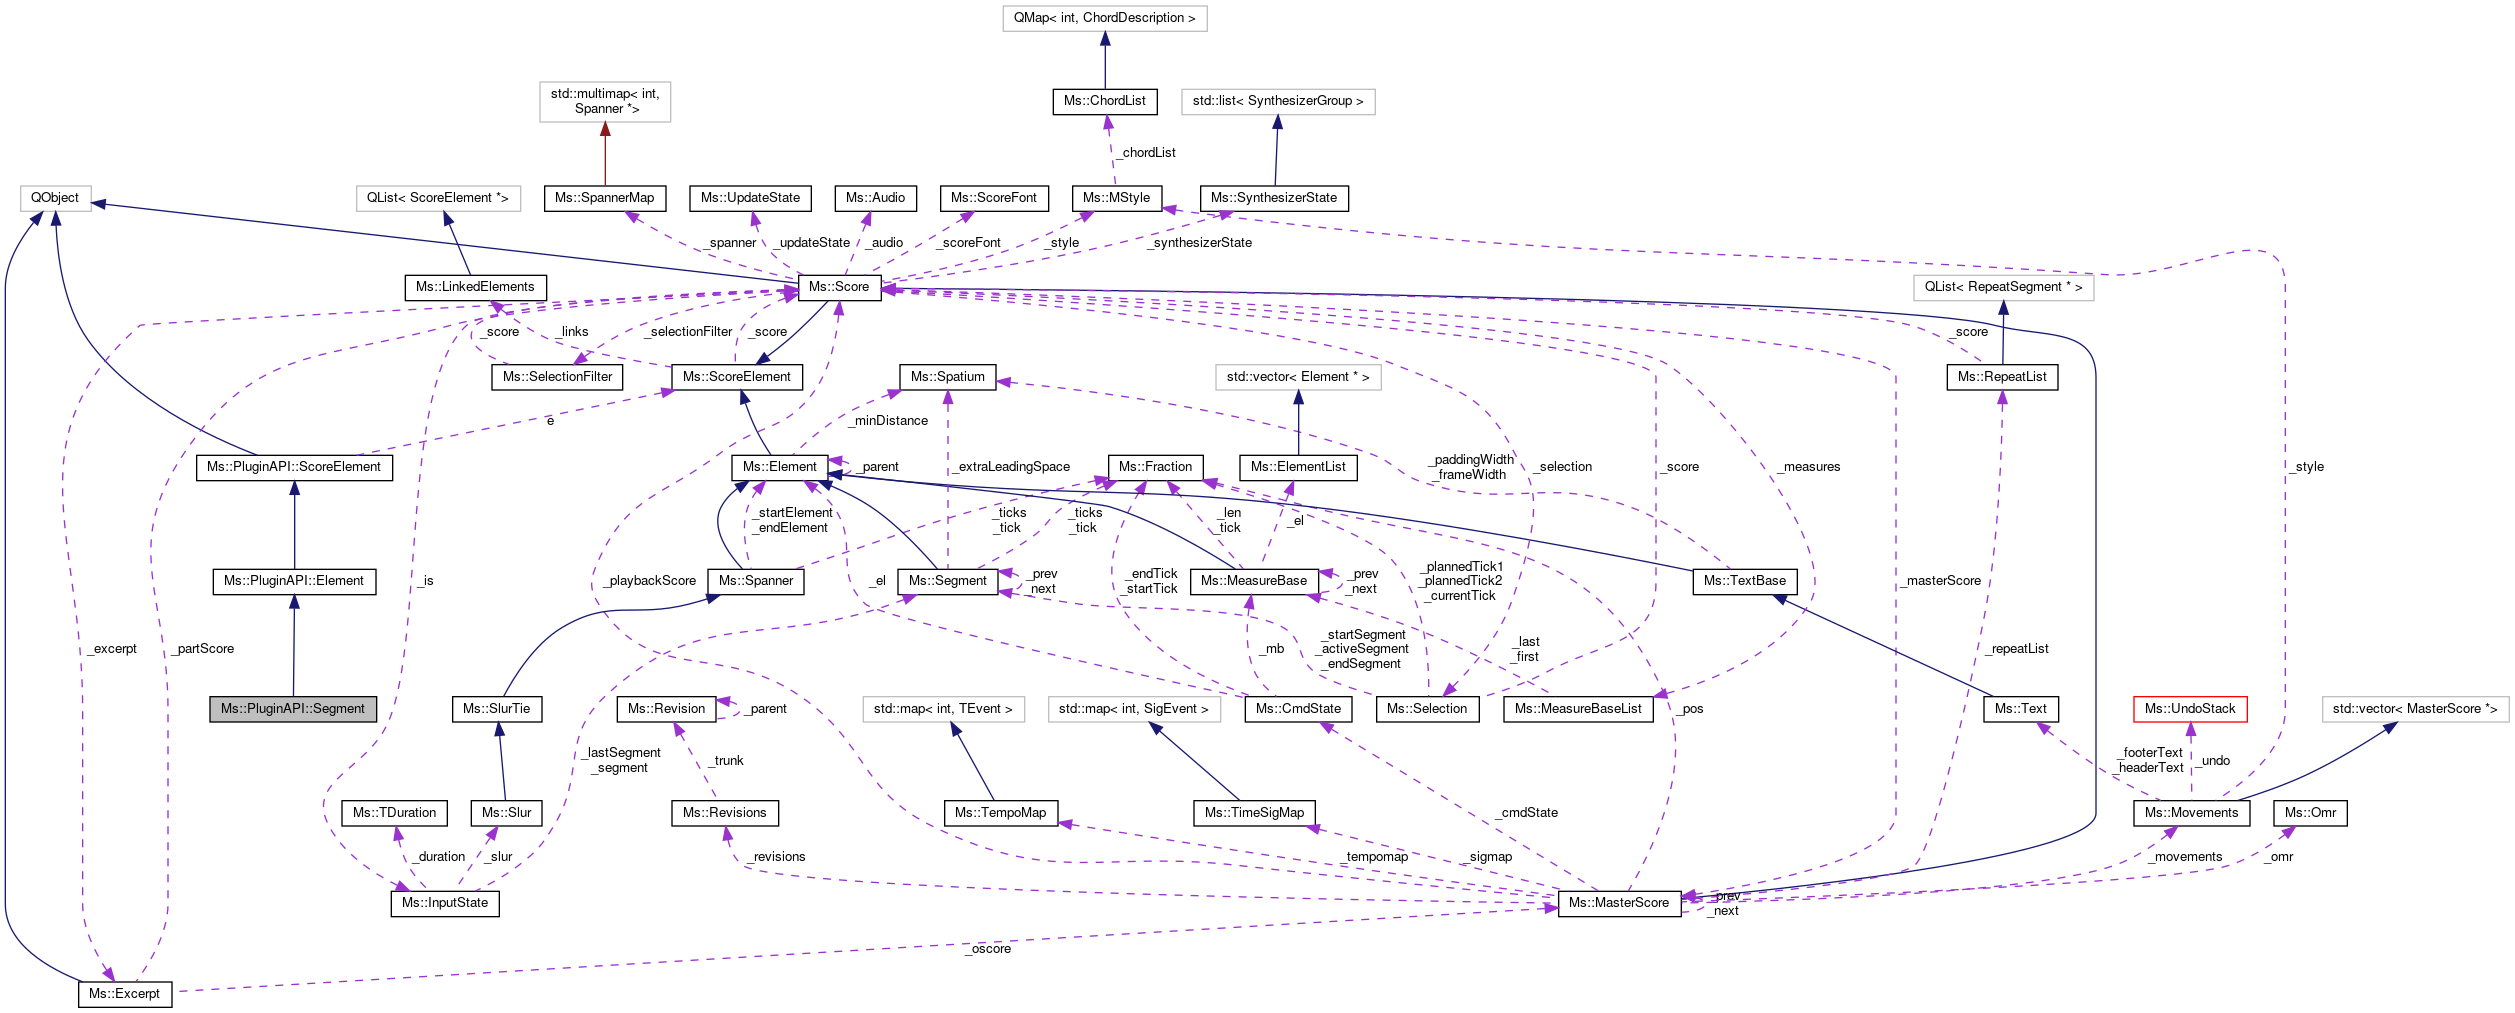 QMap< int, ChordDescription >
std::multimap< int,
Spanner *>
Ms::ChordList
std::list< SynthesizerGroup >
_chordList
QObject
QList< ScoreElement *>
Ms::SpannerMap
Ms::UpdateState
Ms::Audio
Ms::ScoreFont
Ms::MStyle
Ms::SynthesizerState
_spanner
_updateState
_audio
_scoreFont
_style
_synthesizerState
Ms::LinkedElements
Ms::Score
QList< RepeatSegment * >
_score
_links
_selectionFilter
_score
_score
Ms::SelectionFilter
Ms::ScoreElement
Ms::Spatium
std::vector< Element * >
Ms::RepeatList
e
_minDistance
Ms::PluginAPI::ScoreElement
Ms::Element
_parent
_extraLeadingSpace
Ms::Fraction
Ms::ElementList
_paddingWidth
_frameWidth
_selection
_score
_measures
_style
_startElement
_endElement
_ticks
_tick
_ticks
_tick
_len
_tick
_el
Ms::PluginAPI::Element
_is
_playbackScore
Ms::Spanner
_el
Ms::Segment
_prev
_next
_endTick
_startTick
Ms::MeasureBase
_prev
_next
_plannedTick1
_plannedTick2
_currentTick
Ms::TextBase
_masterScore
_excerpt
_partScore
_mb
_startSegment
_activeSegment
_endSegment
_last
_first
_repeatList
Ms::PluginAPI::Segment
Ms::SlurTie
Ms::Revision
_parent
std::map< int, TEvent >
std::map< int, SigEvent >
Ms::CmdState
Ms::Selection
Ms::MeasureBaseList
_pos
Ms::Text
Ms::UndoStack
std::vector< MasterScore *>
_lastSegment
_segment
_trunk
_footerText
_headerText
_undo
Ms::TDuration
Ms::Slur
Ms::Revisions
Ms::TempoMap
Ms::TimeSigMap
_cmdState
Ms::Movements
Ms::Omr
_duration
_slur
_revisions
_tempomap
_sigmap
_movements
_omr
Ms::InputState
Ms::MasterScore
_prev
_next
_oscore
Ms::Excerpt